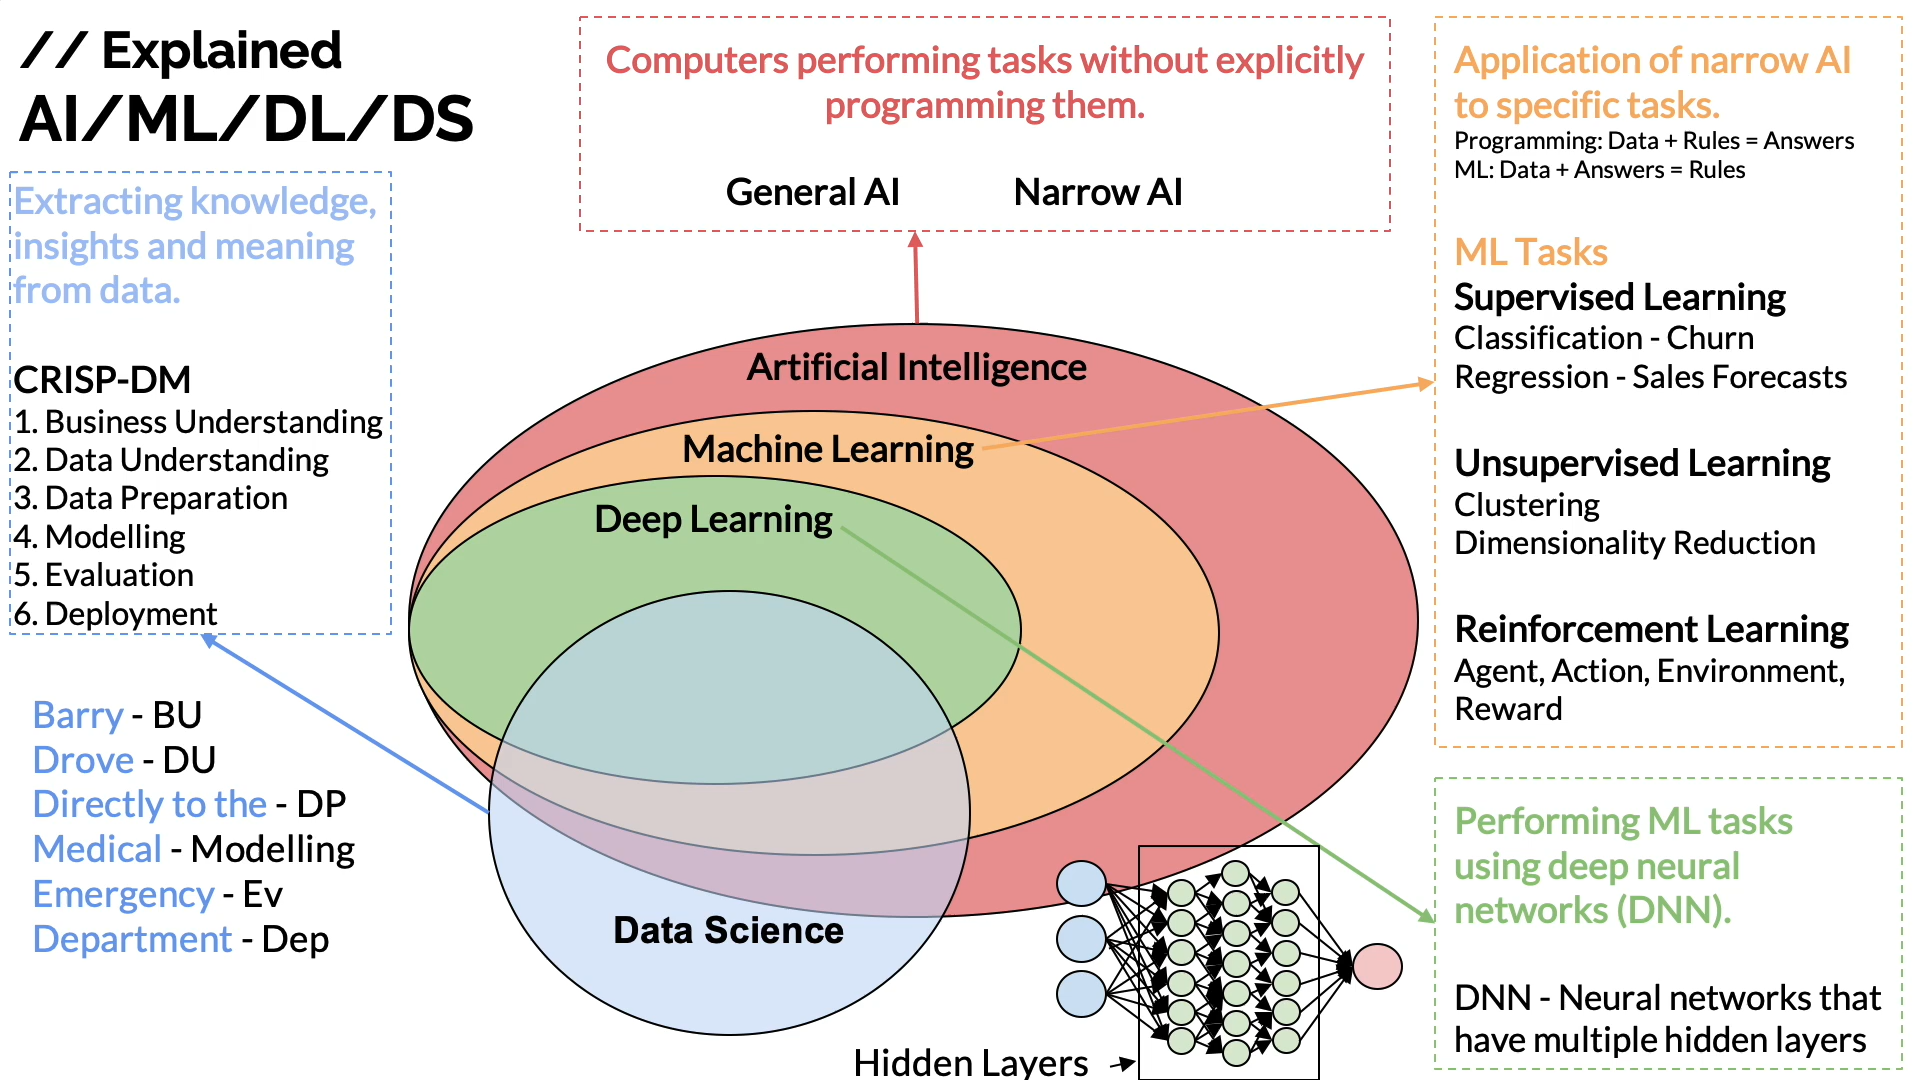 // Explained
AI/ML/DL/DS
Extracting knowledge,
insights and meaning
from data.
CRISP-DM
1. Business Understanding
2. Data Understanding
3. Data Preparation
4. Modelling
5. Evaluation
6. Deployment
Barry - BU
Drove - DU
Directly to the - DP
Medical - Modelling
Emergency - Ev
Department - Dep
Computers performing tasks without explicitly
programming them.
General AI Narrow AI
Artificial Intelligence
Machine Learning
Deep Learning
Data Science
Hidden Layers
Application of narrow AI
to specific tasks.
Programming: Data + Rules = Answers
ML: Data + Answers = Rules
ML Tasks
Supervised Learning
Classification - Churn
Regression - Sales Forecasts
Unsupervised Learning
Clustering
Dimensionality Reduction
Reinforcement Learning
Agent, Action, Environment,
Reward
Performing ML tasks
using deep neural
networks (DNN).
DNN - Neural networks that
have multiple hidden layers